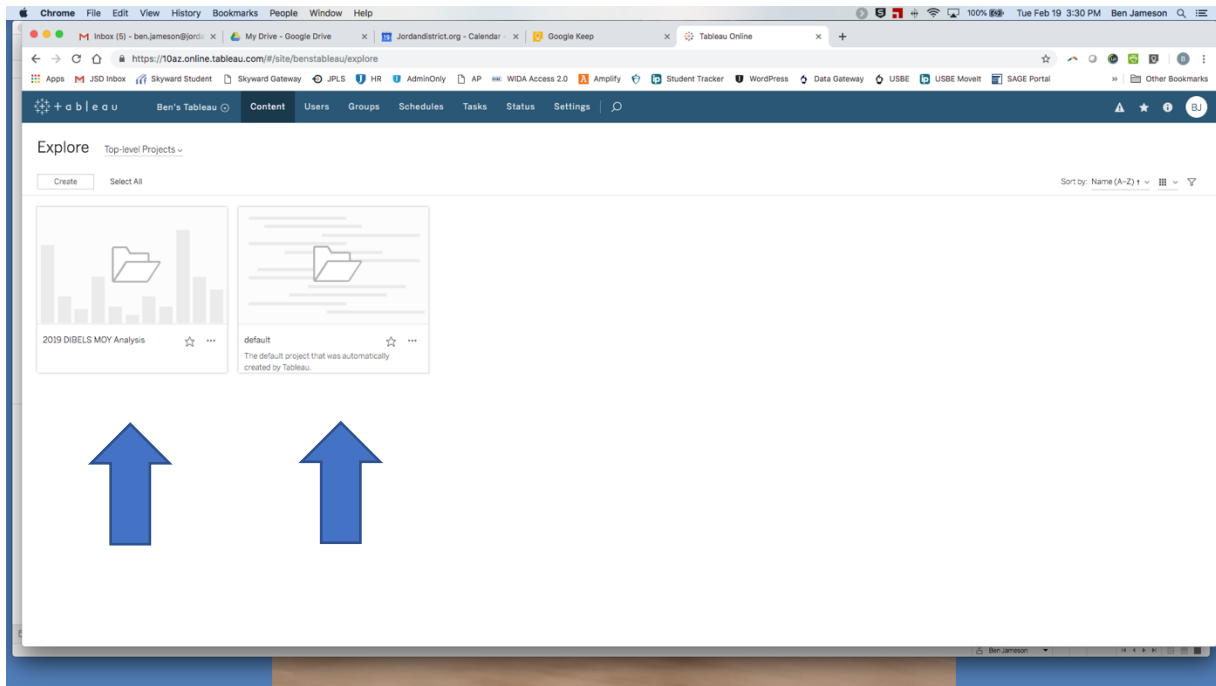 Chrome File Edit View History Bookmarks People Window Help 100% Tue Feb 19 3:30 PM Ben Jameson
Inbox (5) - ben.jameson@jorda My Drive - Google Drive Jordandistrict.org - Calendar - Google Keep Tableau Online
https://10az.online.tableau.com/#/site/benstableau/explore
Apps JSD Inbox Skyward Student Skyward Gateway JPLS HR AdminOnly AP WIDA Access 2.0 Amplify Student Tracker WordPress Data Gateway USBE USBE MoveIt SAGE Portal » Other Bookmarks
+ableau Ben's Tableau Content Users Groups Schedules Tasks Status Settings BJ
Explore Top-level Projects
Create Select All Sort by: Name (A–Z) ↑
2019 DIBELS MOY Analysis
default
The default project that was automatically
created by Tableau.
Ben Jameson